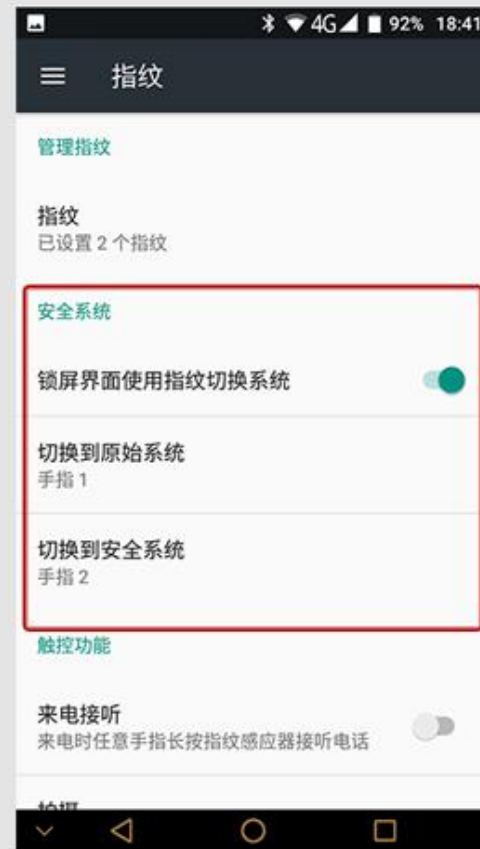 4G 92% 18:41
指纹
管理指纹
指纹
已设置 2 个指纹
安全系统
锁屏界面使用指纹切换系统
切换到原始系统
手指 1
切换到安全系统
手指 2
触控功能
来电接听
来电时任意手指长按指纹感应器接听电话